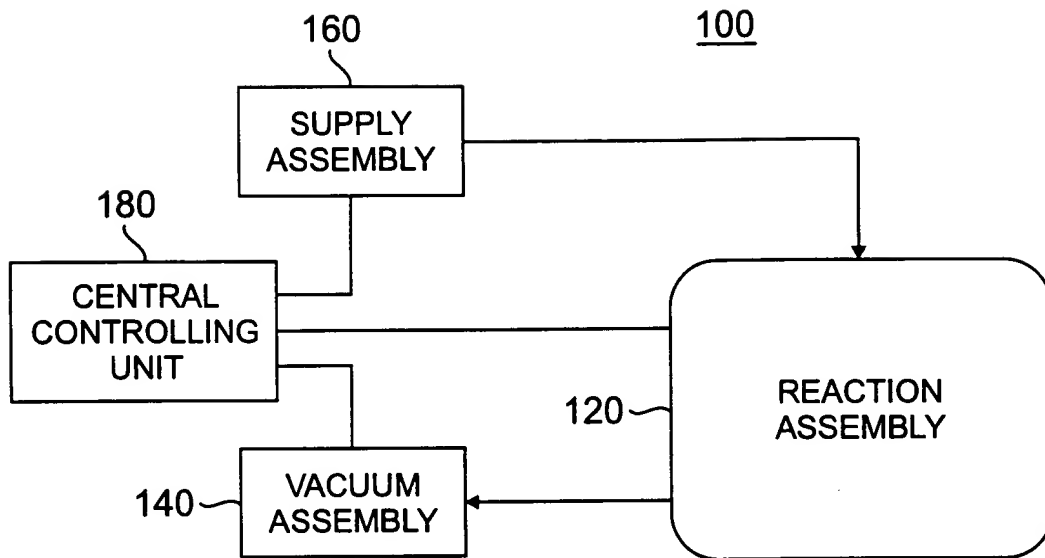 160
100
SUPPLY
ASSEMBLY
180
CENTRAL
CONTROLLING
UNIT
120
REACTION
ASSEMBLY
140
VACUUM
ASSEMBLY